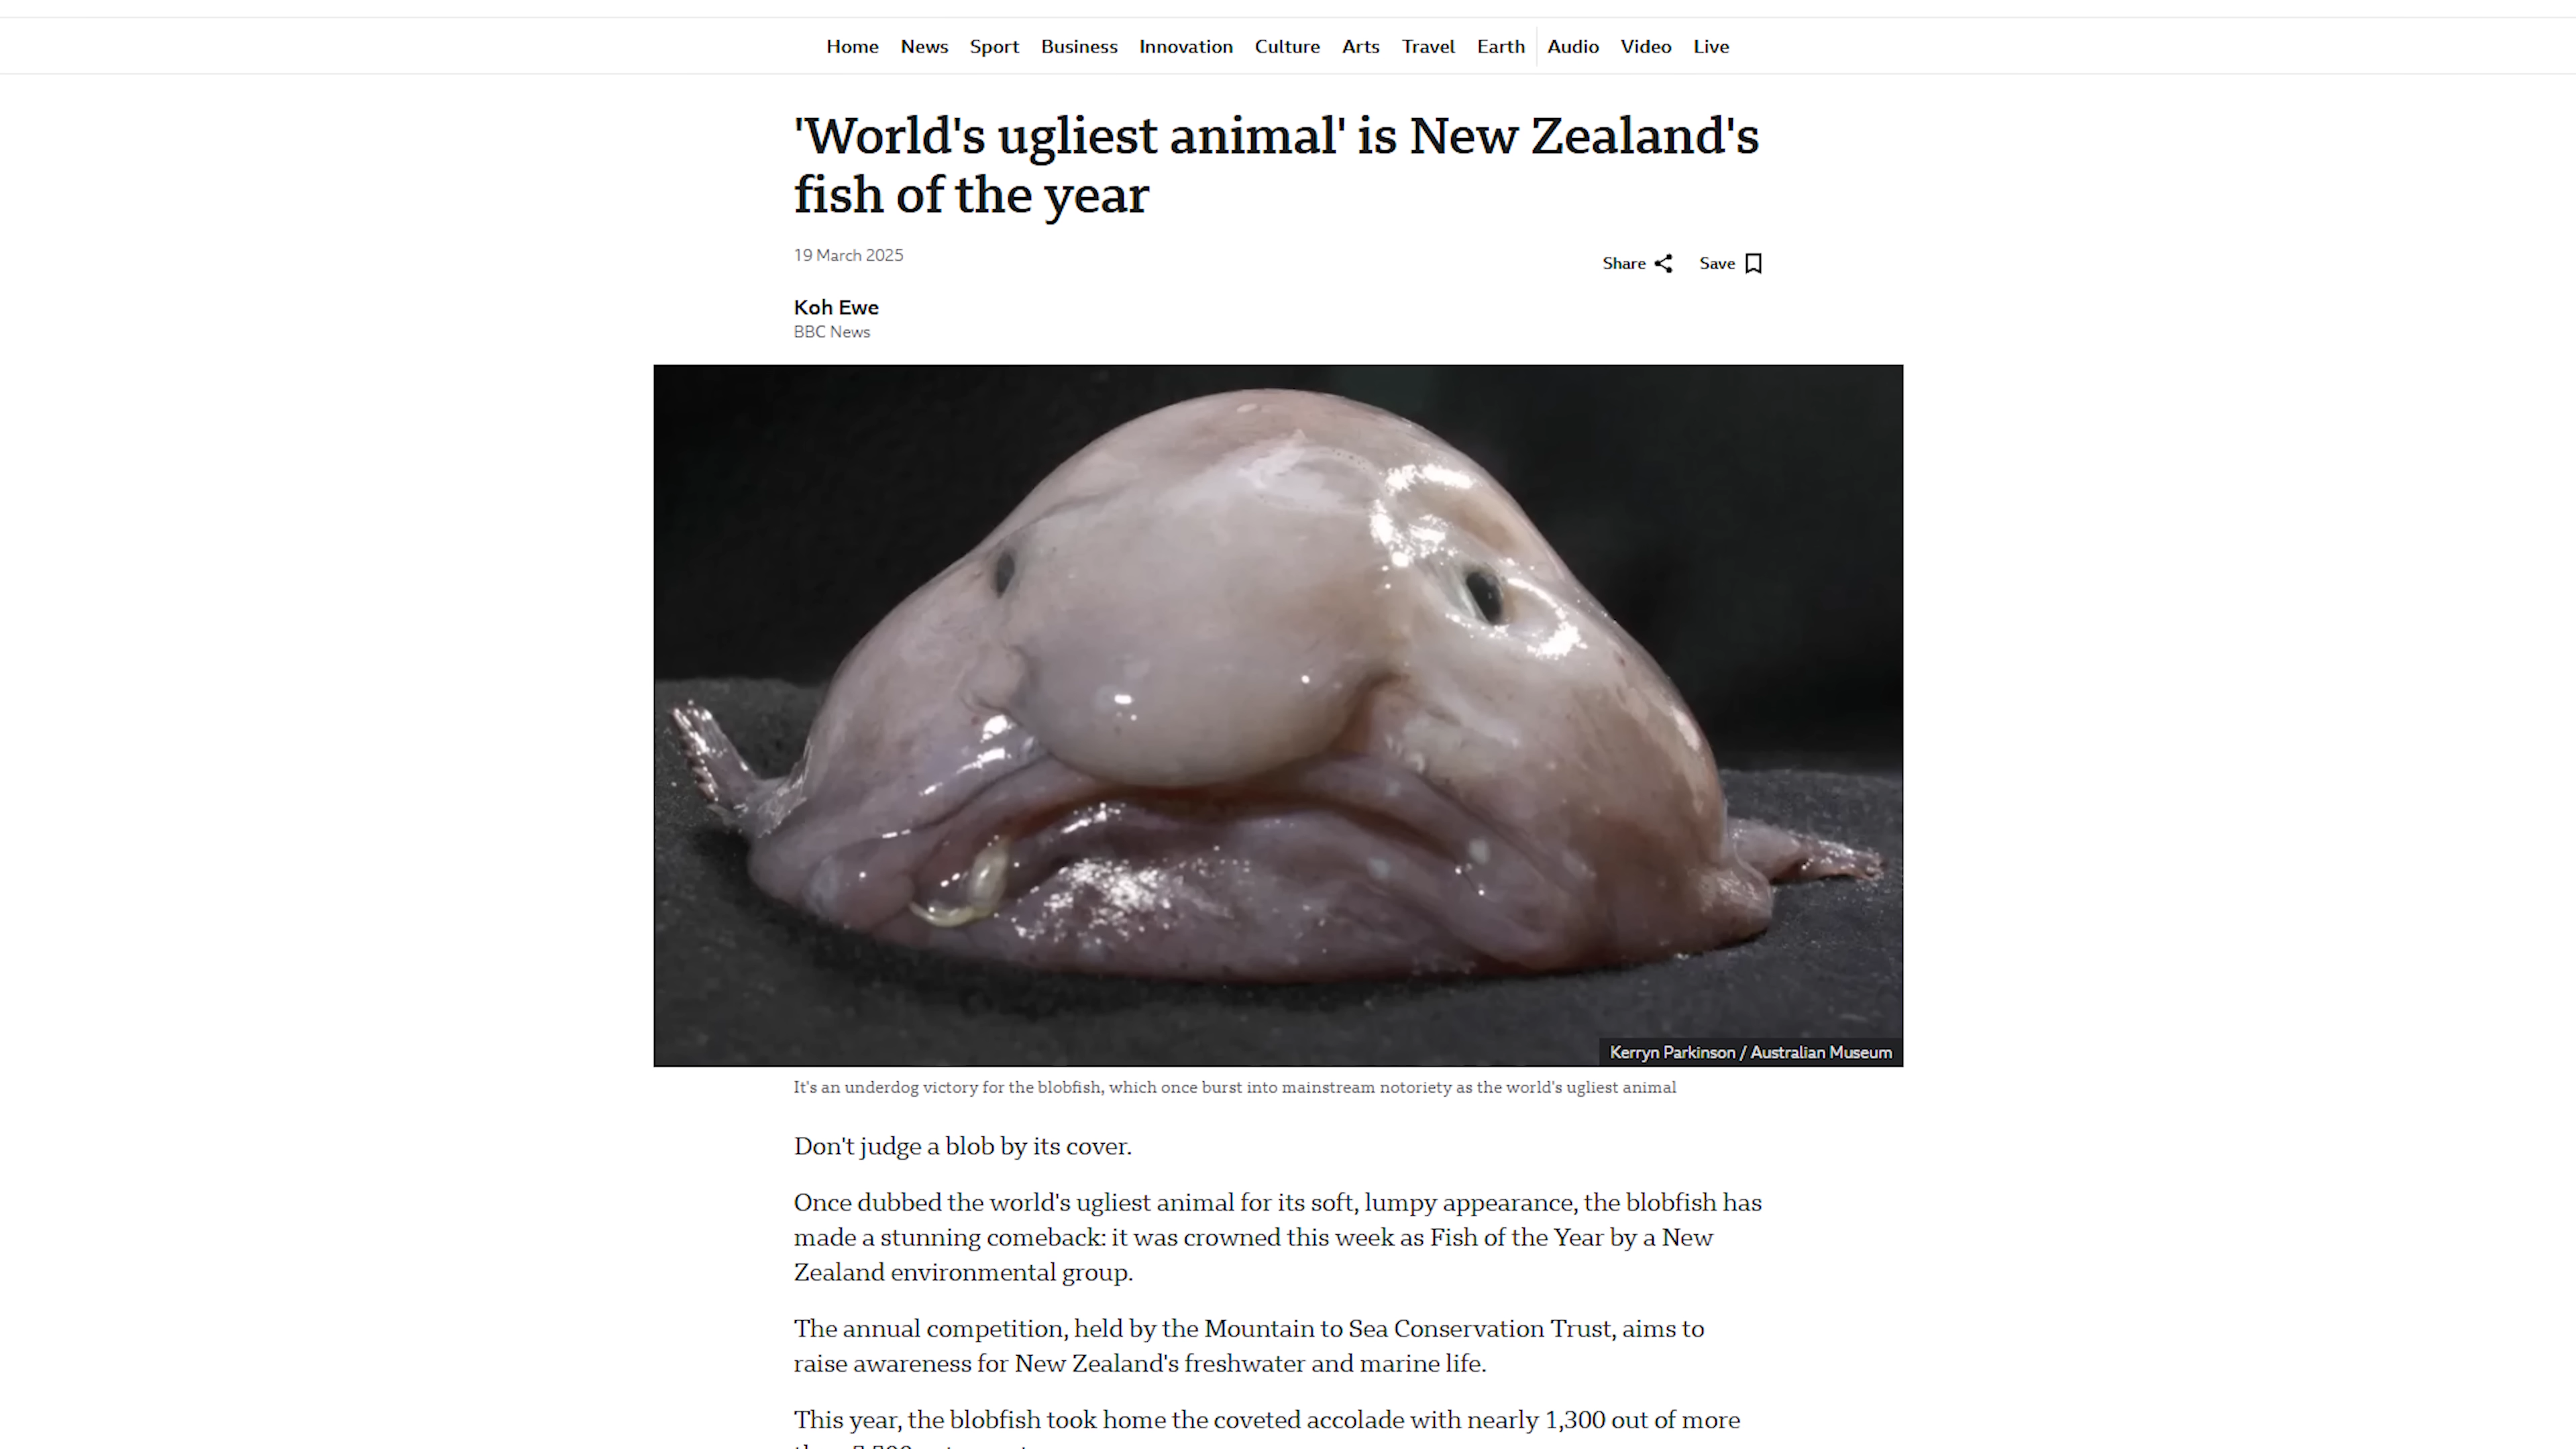 Home News Sport Business Innovation Culture Arts Travel Earth Audio Video Live
'World's ugliest animal' is New Zealand's
fish of the year
19 March 2025
Share Save
Koh Ewe
BBC News
Kerryn Parkinson / Australian Museum
It's an underdog victory for the blobfish, which once burst into mainstream notoriety as the world's ugliest animal
Don't judge a blob by its cover.
Once dubbed the world's ugliest animal for its soft, lumpy appearance, the blobfish has
made a stunning comeback: it was crowned this week as Fish of the Year by a New
Zealand environmental group.
The annual competition, held by the Mountain to Sea Conservation Trust, aims to
raise awareness for New Zealand's freshwater and marine life.
This year, the blobfish took home the coveted accolade with nearly 1,300 out of more